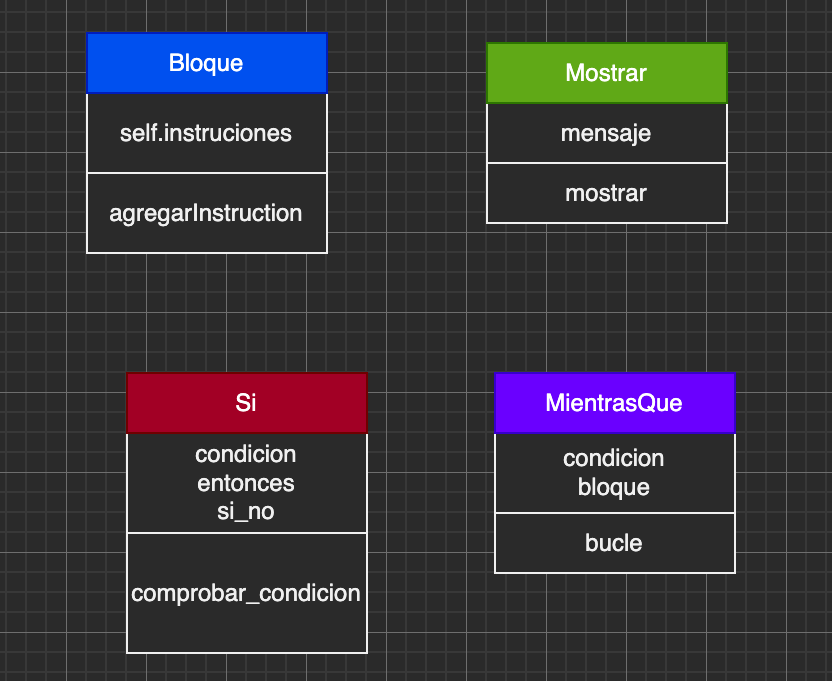 Bloque
self.instruciones
agregarInstruction
Mostrar
mensaje
mostrar
Si
condicion
entonces
si_no
comprobar_condicion
MientrasQue
condicion
bloque
bucle